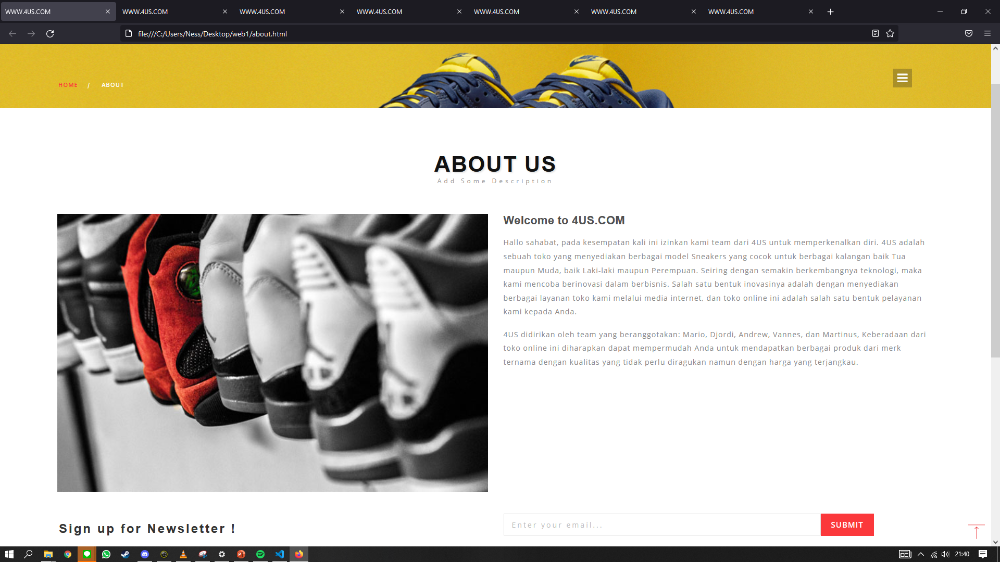 WWW.4US.COM WWW.4US.COM WWW.4US.COM WWW.4US.COM WWW.4US.COM WWW.4US.COM WWW.4US.COM
file:///C:/Users/Ness/Desktop/web1/about.html
HOME / ABOUT
ABOUT US
Add Some Description
Welcome to 4US.COM
Hallo sahabat, pada kesempatan kali ini izinkan kami team dari 4US untuk memperkenalkan diri. 4US adalah
sebuah toko yang menyediakan berbagai model Sneakers yang cocok untuk berbagai kalangan baik Tua
maupun Muda, baik Laki-laki maupun Perempuan. Seiring dengan semakin berkembangnya teknologi, maka
kami mencoba berinovasi dalam berbisnis. Salah satu bentuk inovasinya adalah dengan menyediakan
berbagai layanan toko kami melalui media internet, dan toko online ini adalah salah satu bentuk pelayanan
kami kepada Anda.
4US didirikan oleh team yang beranggotakan: Mario, Djordi, Andrew, Vannes, dan Martinus, Keberadaan dari
toko online ini diharapkan dapat mempermudah Anda untuk mendapatkan berbagai produk dari merk
ternama dengan kualitas yang tidak perlu diragukan namun dengan harga yang terjangkau.
Sign up for Newsletter !
Enter your email...
SUBMIT
21:40